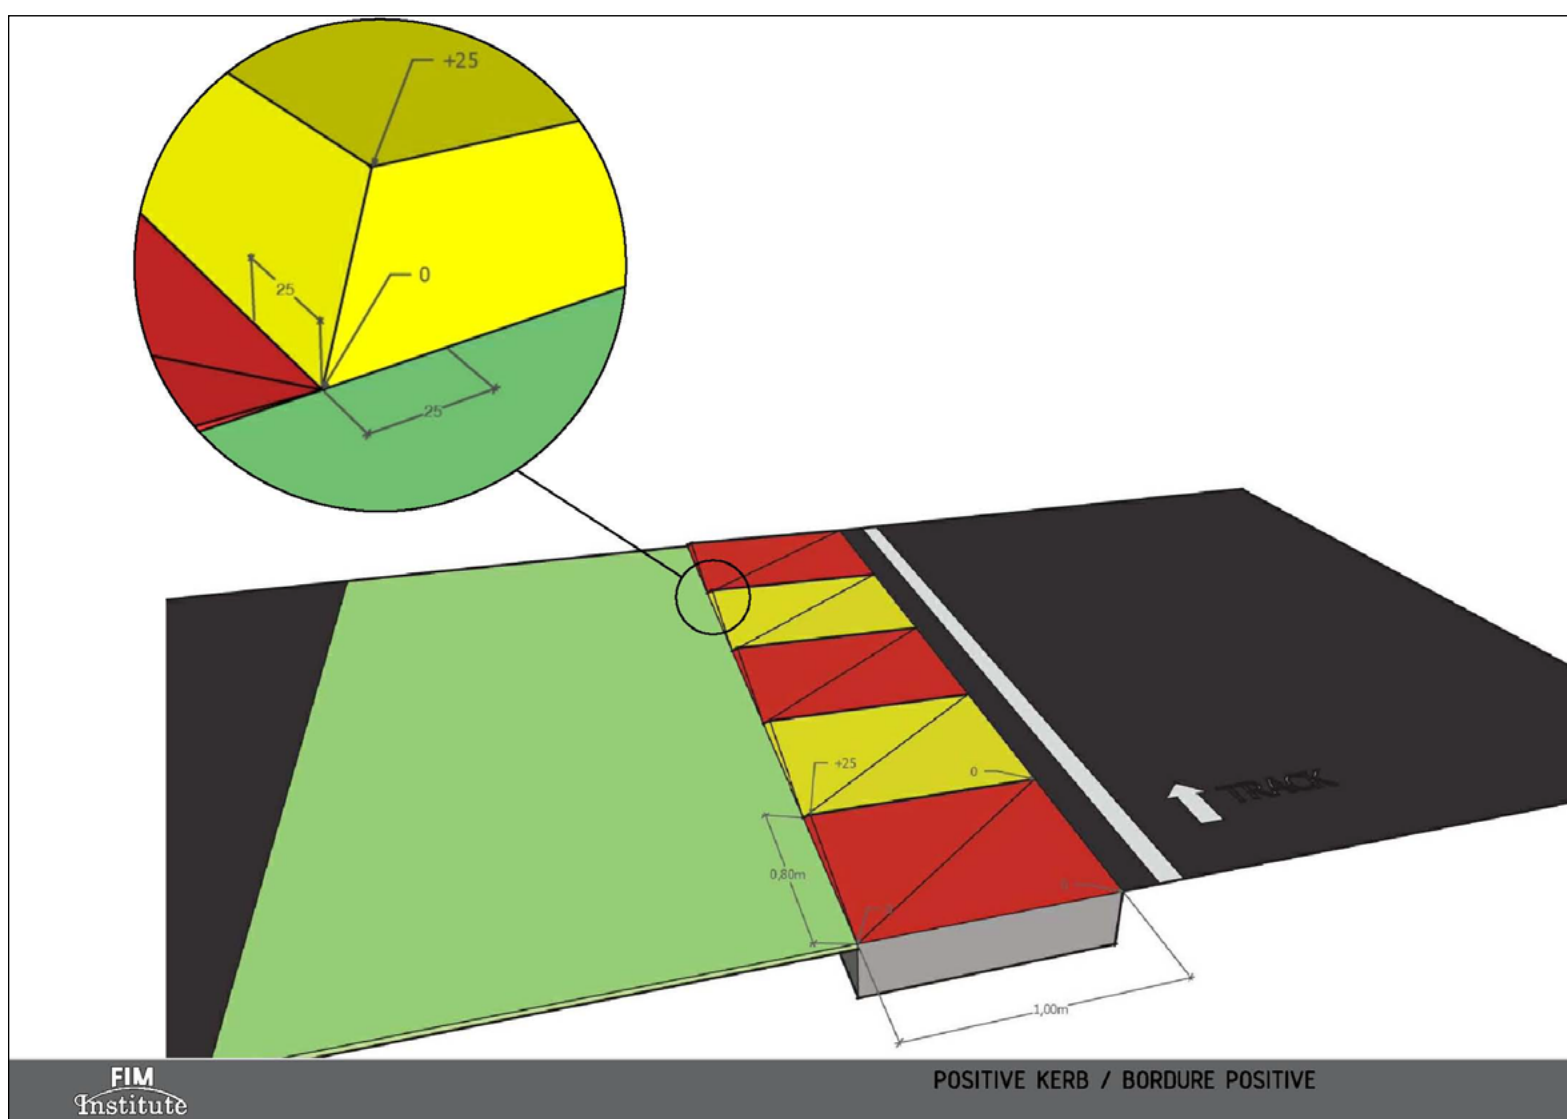 +25
0
25
25
+25
0
TRACK
0,80m
1,00m
FIM
Institute
POSITIVE KERB / BORDURE POSITIVE